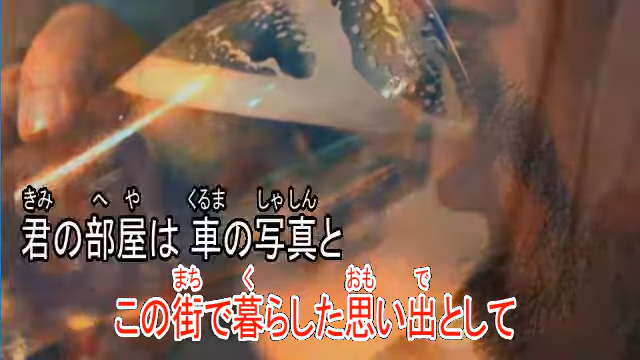 きみ へ や くるま しゃしん
君の部屋は 車の写真と
まち く おも で
この街で暮らした思い出として